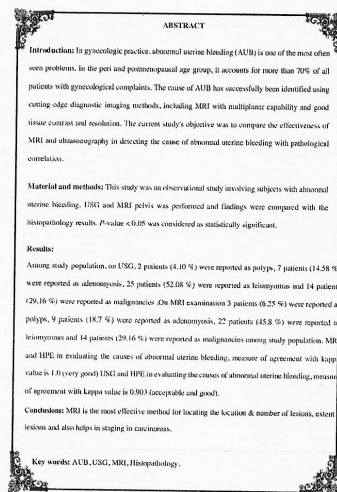 ABSTRACT
Introduction: In gynecologic practice, abnormal uterine bleeding (AUB) is one of the most often
seen problems. In the peri and postmenopausal age group, it accounts for more than 70% of all
patients with gynecological complaints. The cause of AUB has successfully been identified using
cutting-edge diagnostic imaging methods, including MRI with multiplanar capability and good
tissue contrast and resolution. The current study's objective was to compare the effectiveness of
MRI and ultrasonography in detecting the cause of abnormal uterine bleeding with pathological
correlation.
Material and methods: This study was an observational study involving subjects with abnormal
uterine bleeding. USG and MRI pelvis was performed and findings were compared with the
histopathology results. P-value < 0.05 was considered as statistically significant.
Results:
Among study population, on USG, 2 patients (4.10 %) were reported as polyps, 7 patients (14.58 %
were reported as adenomyosis, 25 patients (52.08 %) were reported as leiomyomas and 14 patient
(29.16 %) were reported as malignancies .On MRI examination 3 patients (6.25 %) were reported a
polyps, 9 patients (18.7 %) were reported as adenomyosis, 22 patients (45.8 %) were reported a
leiomyomas and 14 patients (29.16 %) were reported as malignancies among study population. MR
and HPE in evaluating the causes of abnormal uterine bleeding, measure of agreement with kapp
value is 1.0 (very good) USG and HPE in evaluating the causes of abnormal uterine bleeding, measur
of agreement with kappa value is 0.903 (acceptable and good).
Conclusions: MRI is the most effective method for locating the location & number of lesions, extent
lesions and also helps in staging in carcinomas.
Key words: AUB, USG, MRI, Histopathology.